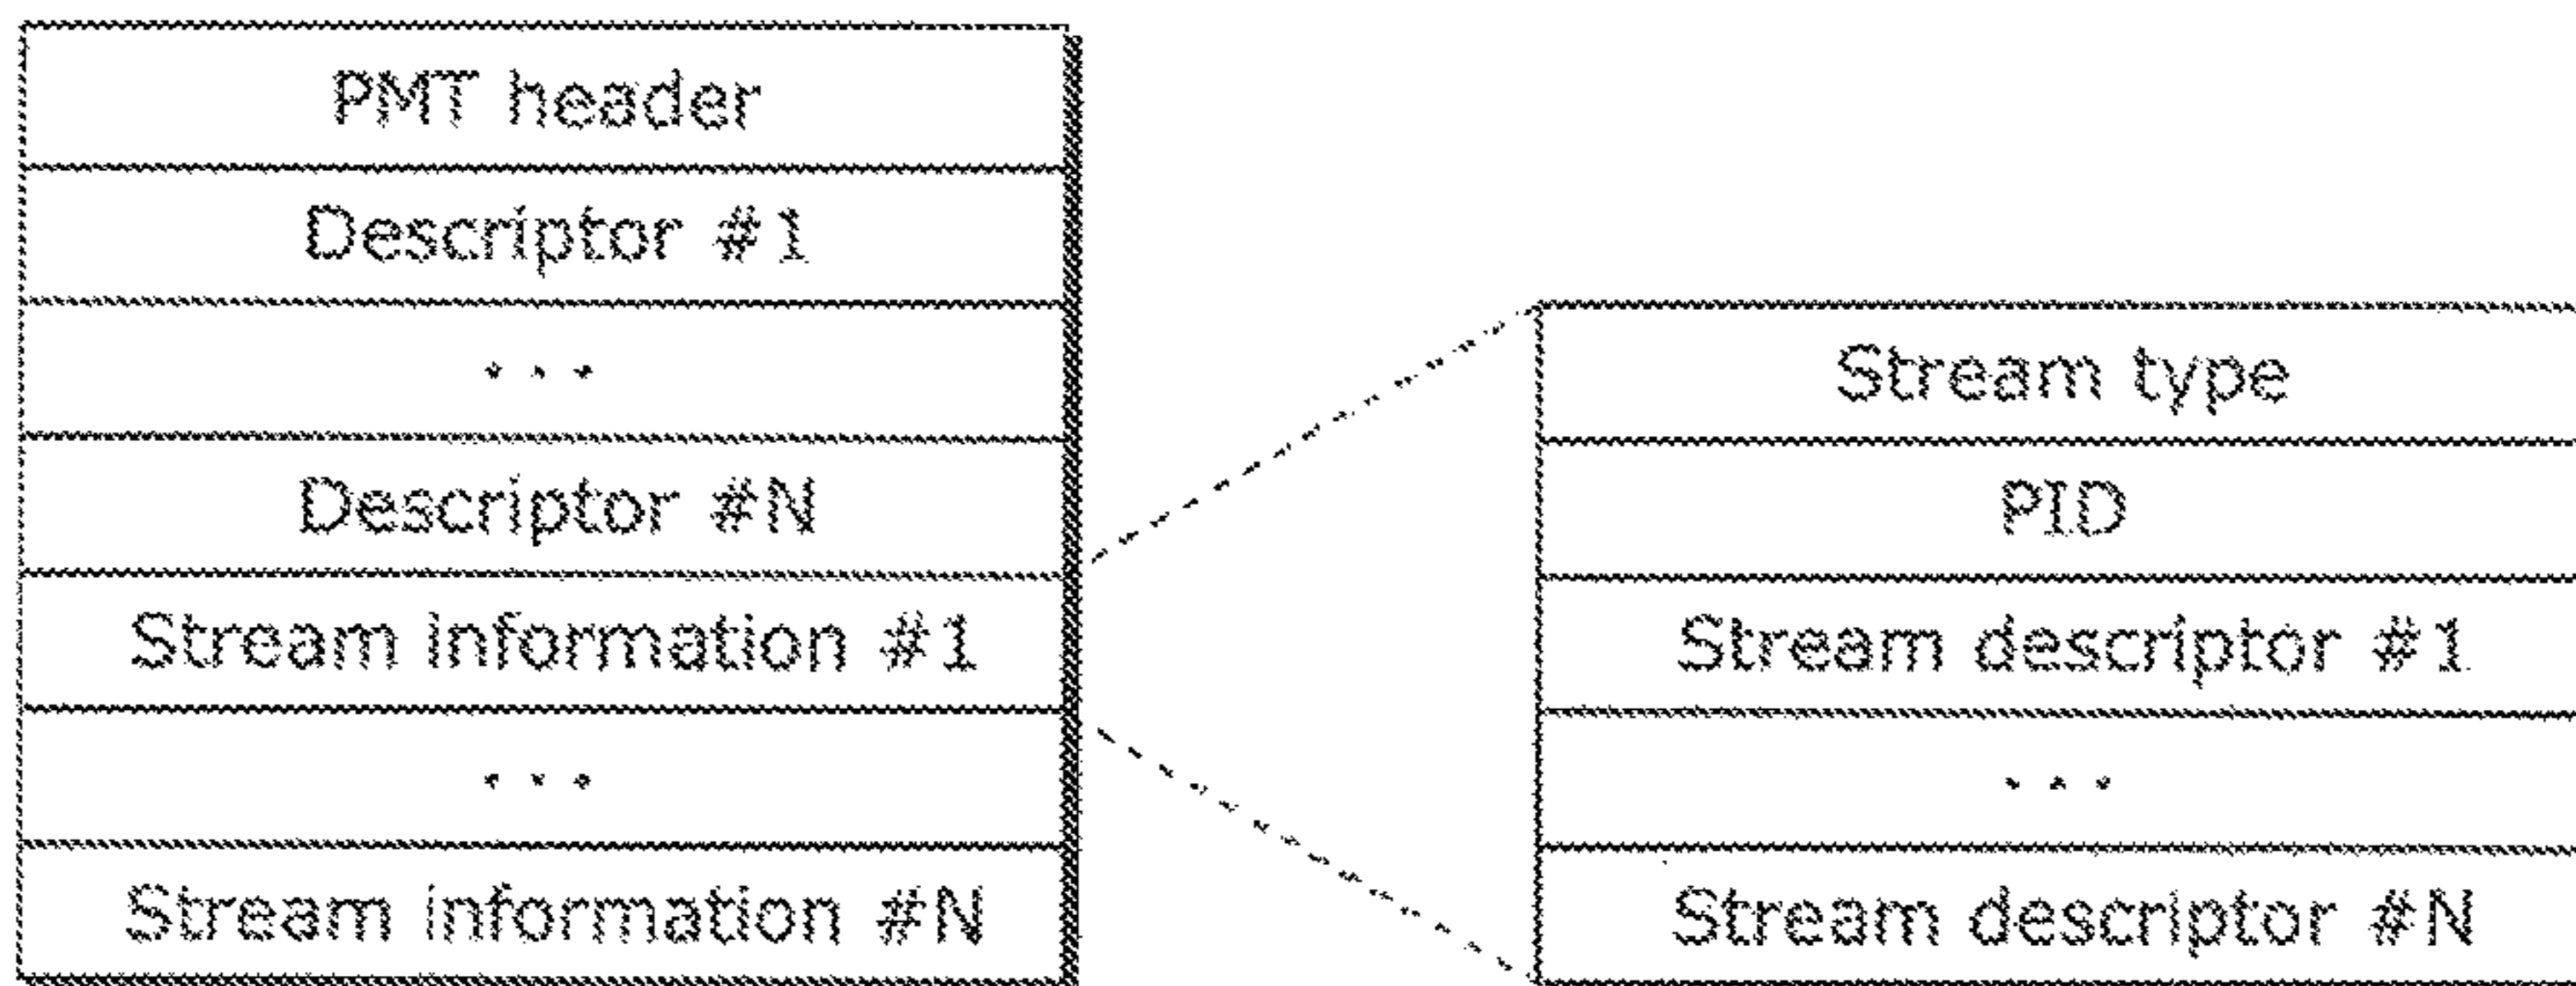 PMT header
Descriptor #1
...
Descriptor #N
Stream information #1
...
Stream information #N
Stream type
PID
Stream descriptor #1
...
Stream descriptor #N